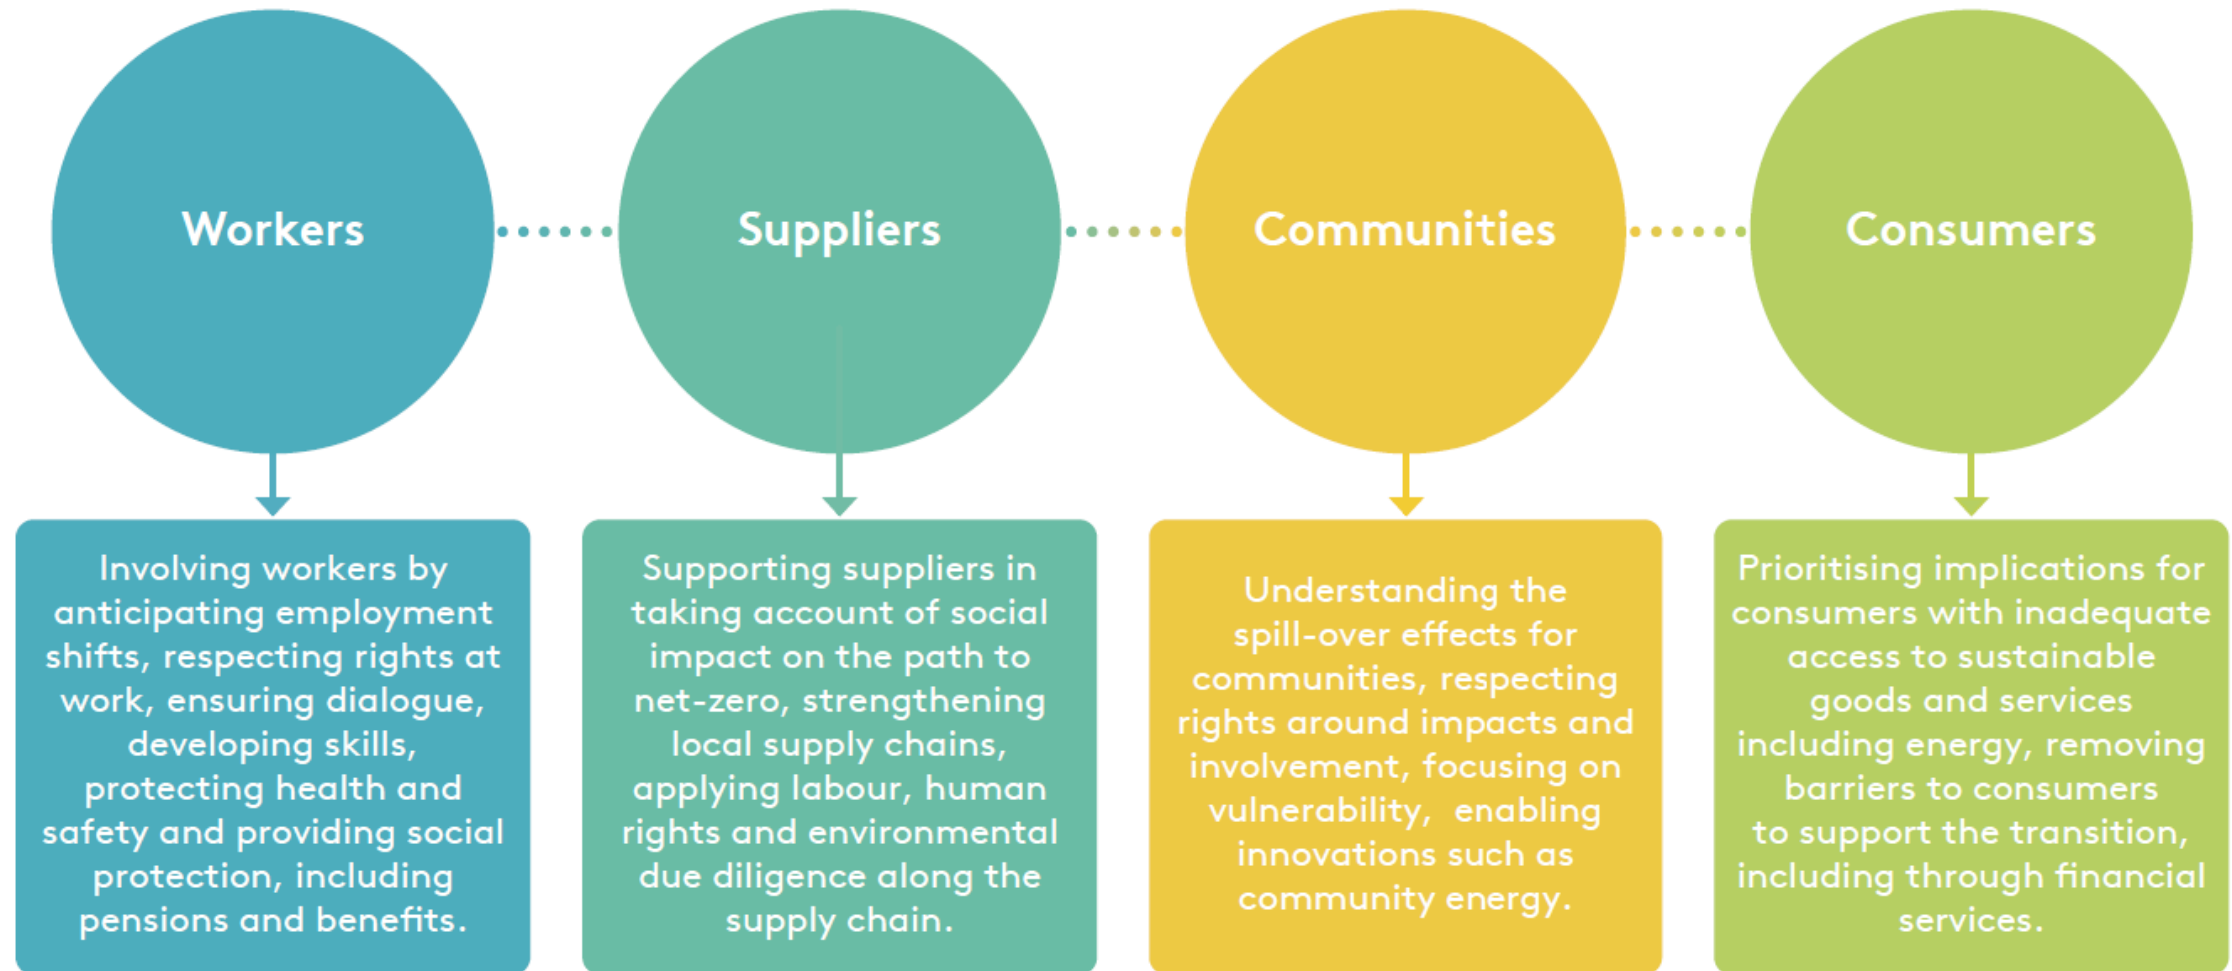 Workers
Suppliers
Communities
Consumers
Involving workers by
anticipating employment
shifts, respecting rights at
work, ensuring dialogue,
developing skills,
protecting health and
safety and providing social
protection, including
pensions and benefits.
Supporting suppliers in
taking account of social
impact on the path to
net-zero, strengthening
local supply chains,
applying labour, human
rights and environmental
due diligence along the
supply chain.
Understanding the
spill-over effects for
communities, respecting
rights around impacts and
involvement, focusing on
vulnerability,  enabling
innovations such as
community energy.
Prioritising implications for
consumers with inadequate
access to sustainable
goods and services
including energy, removing
barriers to consumers
to support the transition,
including through financial
services.